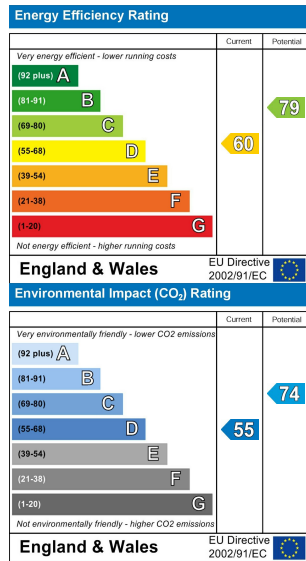 Energy Efficiency Rating
Current Potential
Very energy efficient - lower running costs
(92 plus) A
(81-91) B
(69-80) C
(55-68) D
(39-54) E
(21-38) F
(1-20) G
60
79
Not energy efficient - higher running costs
England & Wales
EU Directive
2002/91/EC
Environmental Impact (CO₂) Rating
Current Potential
Very environmentally friendly - lower CO2 emissions
(92 plus) A
(81-91) B
(69-80) C
(55-68) D
(39-54) E
(21-38) F
(1-20) G
55
74
Not environmentally friendly - higher CO2 emissions
England & Wales
EU Directive
2002/91/EC